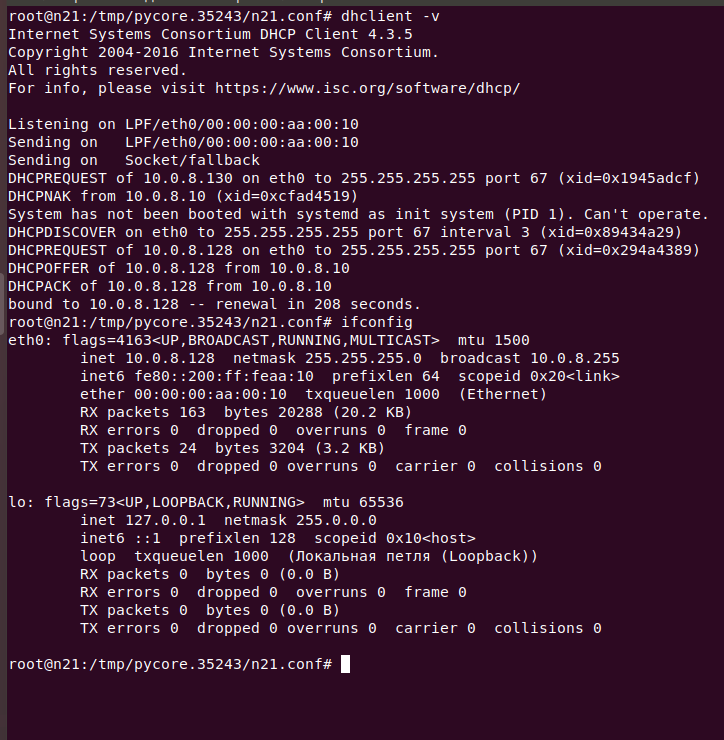 root@n21:/tmp/pycore.35243/n21.conf# dhclient -v
Internet Systems Consortium DHCP Client 4.3.5
Copyright 2004-2016 Internet Systems Consortium.
All rights reserved.
For info, please visit https://www.isc.org/software/dhcp/

Listening on LPF/eth0/00:00:00:aa:00:10
Sending on   LPF/eth0/00:00:00:aa:00:10
Sending on   Socket/fallback
DHCPREQUEST of 10.0.8.130 on eth0 to 255.255.255.255 port 67 (xid=0x1945adcf)
DHCPNAK from 10.0.8.10 (xid=0xcfad4519)
System has not been booted with systemd as init system (PID 1). Can't operate.
DHCPDISCOVER on eth0 to 255.255.255.255 port 67 interval 3 (xid=0x89434a29)
DHCPREQUEST of 10.0.8.128 on eth0 to 255.255.255.255 port 67 (xid=0x294a4389)
DHCPOFFER of 10.0.8.128 from 10.0.8.10
DHCPACK of 10.0.8.128 from 10.0.8.10
bound to 10.0.8.128 -- renewal in 208 seconds.
root@n21:/tmp/pycore.35243/n21.conf# ifconfig
eth0: flags=4163<UP,BROADCAST,RUNNING,MULTICAST>  mtu 1500
        inet 10.0.8.128  netmask 255.255.255.0  broadcast 10.0.8.255
        inet6 fe80::200:ff:feaa:10  prefixlen 64  scopeid 0x20<link>
        ether 00:00:00:aa:00:10  txqueuelen 1000  (Ethernet)
        RX packets 163  bytes 20288 (20.2 KB)
        RX errors 0  dropped 0  overruns 0  frame 0
        TX packets 24  bytes 3204 (3.2 KB)
        TX errors 0  dropped 0 overruns 0  carrier 0  collisions 0

lo: flags=73<UP,LOOPBACK,RUNNING>  mtu 65536
        inet 127.0.0.1  netmask 255.0.0.0
        inet6 ::1  prefixlen 128  scopeid 0x10<host>
        loop  txqueuelen 1000  (Локальная петля (Loopback))
        RX packets 0  bytes 0 (0.0 B)
        RX errors 0  dropped 0  overruns 0  frame 0
        TX packets 0  bytes 0 (0.0 B)
        TX errors 0  dropped 0 overruns 0  carrier 0  collisions 0

root@n21:/tmp/pycore.35243/n21.conf#